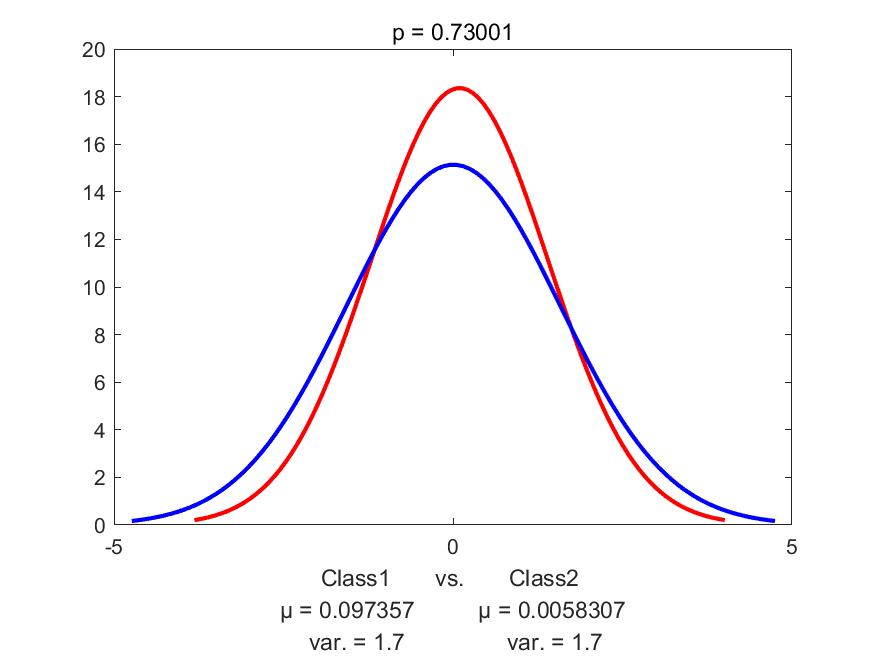 p = 0.73001
20
18
16
14
12
10
8
6
4
2
0
-5 0 5
Class1 vs. Class2
μ = 0.097357 μ = 0.0058307
var. = 1.7 var. = 1.7